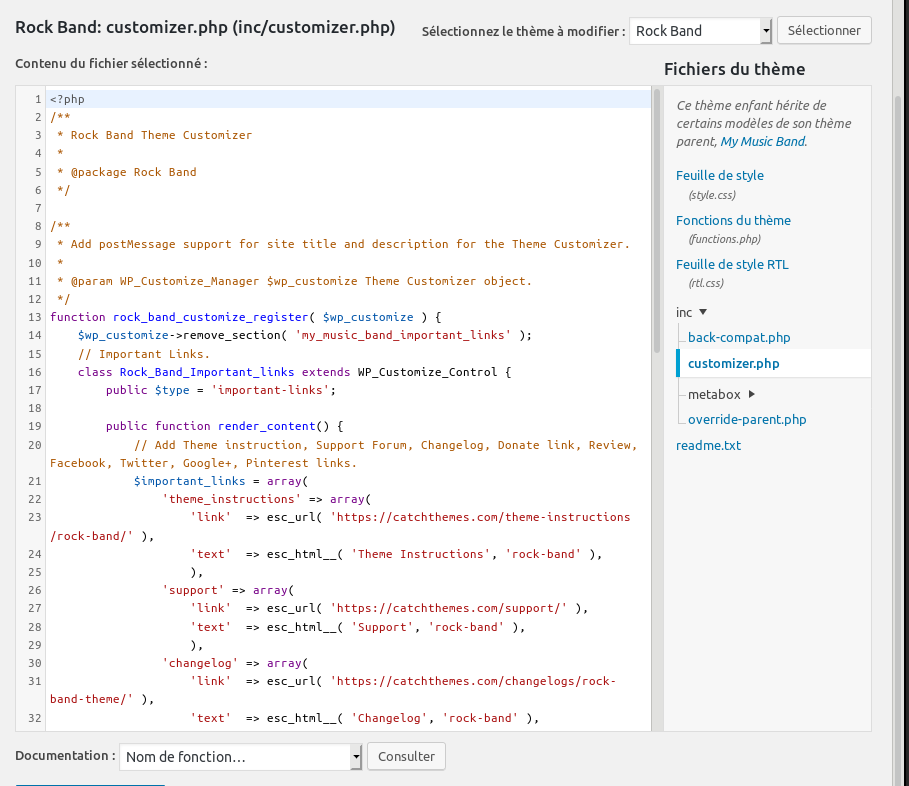 Rock Band: customizer.php (inc/customizer.php)
Sélectionnez le thème à modifier :
Rock Band
Sélectionner
Contenu du fichier sélectionné :
1 <?php
2 /**
3  * Rock Band Theme Customizer
4  *
5  * @package Rock Band
6  */
7
8 /**
9  * Add postMessage support for site title and description for the Theme Customizer.
10  *
11  * @param WP_Customize_Manager $wp_customize Theme Customizer object.
12  */
13 function rock_band_customize_register( $wp_customize ) {
14     $wp_customize->remove_section( 'my_music_band_important_links' );
15     // Important Links.
16     class Rock_Band_Important_links extends WP_Customize_Control {
17         public $type = 'important-links';
18
19         public function render_content() {
20             // Add Theme instruction, Support Forum, Changelog, Donate link, Review,
Facebook, Twitter, Google+, Pinterest links.
21             $important_links = array(
22                 'theme_instructions' => array(
23                     'link'  => esc_url( 'https://catchthemes.com/theme-instructions
/rock-band/' ),
24                     'text'  => esc_html__( 'Theme Instructions', 'rock-band' ),
25                     ),
26                 'support' => array(
27                     'link'  => esc_url( 'https://catchthemes.com/support/' ),
28                     'text'  => esc_html__( 'Support', 'rock-band' ),
29                     ),
30                 'changelog' => array(
31                     'link'  => esc_url( 'https://catchthemes.com/changelogs/rock-
band-theme/' ),
32                     'text'  => esc_html__( 'Changelog', 'rock-band' ),
Fichiers du thème
Ce thème enfant hérite de
certains modèles de son thème
parent, My Music Band.
Feuille de style
(style.css)
Fonctions du thème
(functions.php)
Feuille de style RTL
(rtl.css)
inc
back-compat.php
customizer.php
metabox
override-parent.php
readme.txt
Documentation :
Nom de fonction…
Consulter